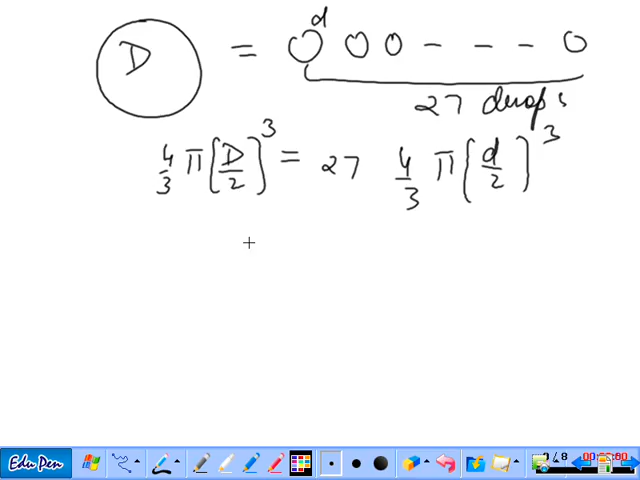 d
D = O O O - - - O
27 drops
4/3 π (D/2)^3 = 27 4/3 π (d/2)^3
Edu Pen